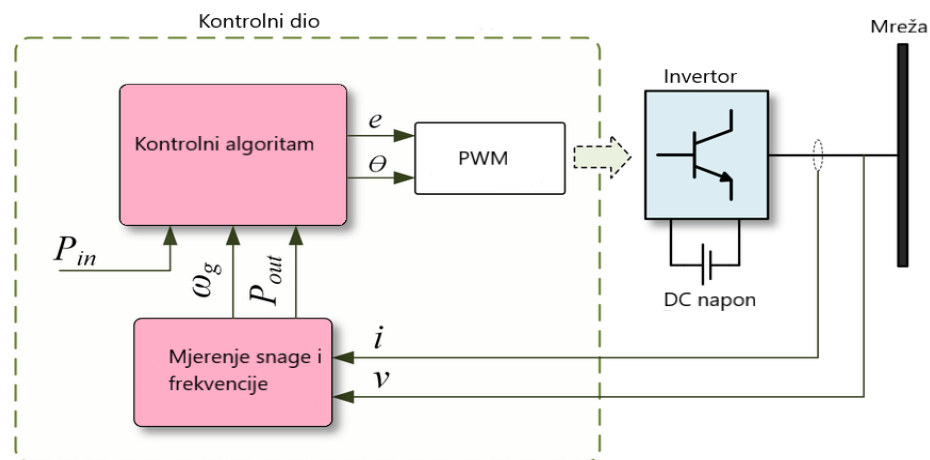 Kontrolni dio
Mreža
Invertor
Kontrolni algoritam
e
θ
PWM
P_in
ω_g
P_out
DC napon
Mjerenje snage i
frekvencije
i
v